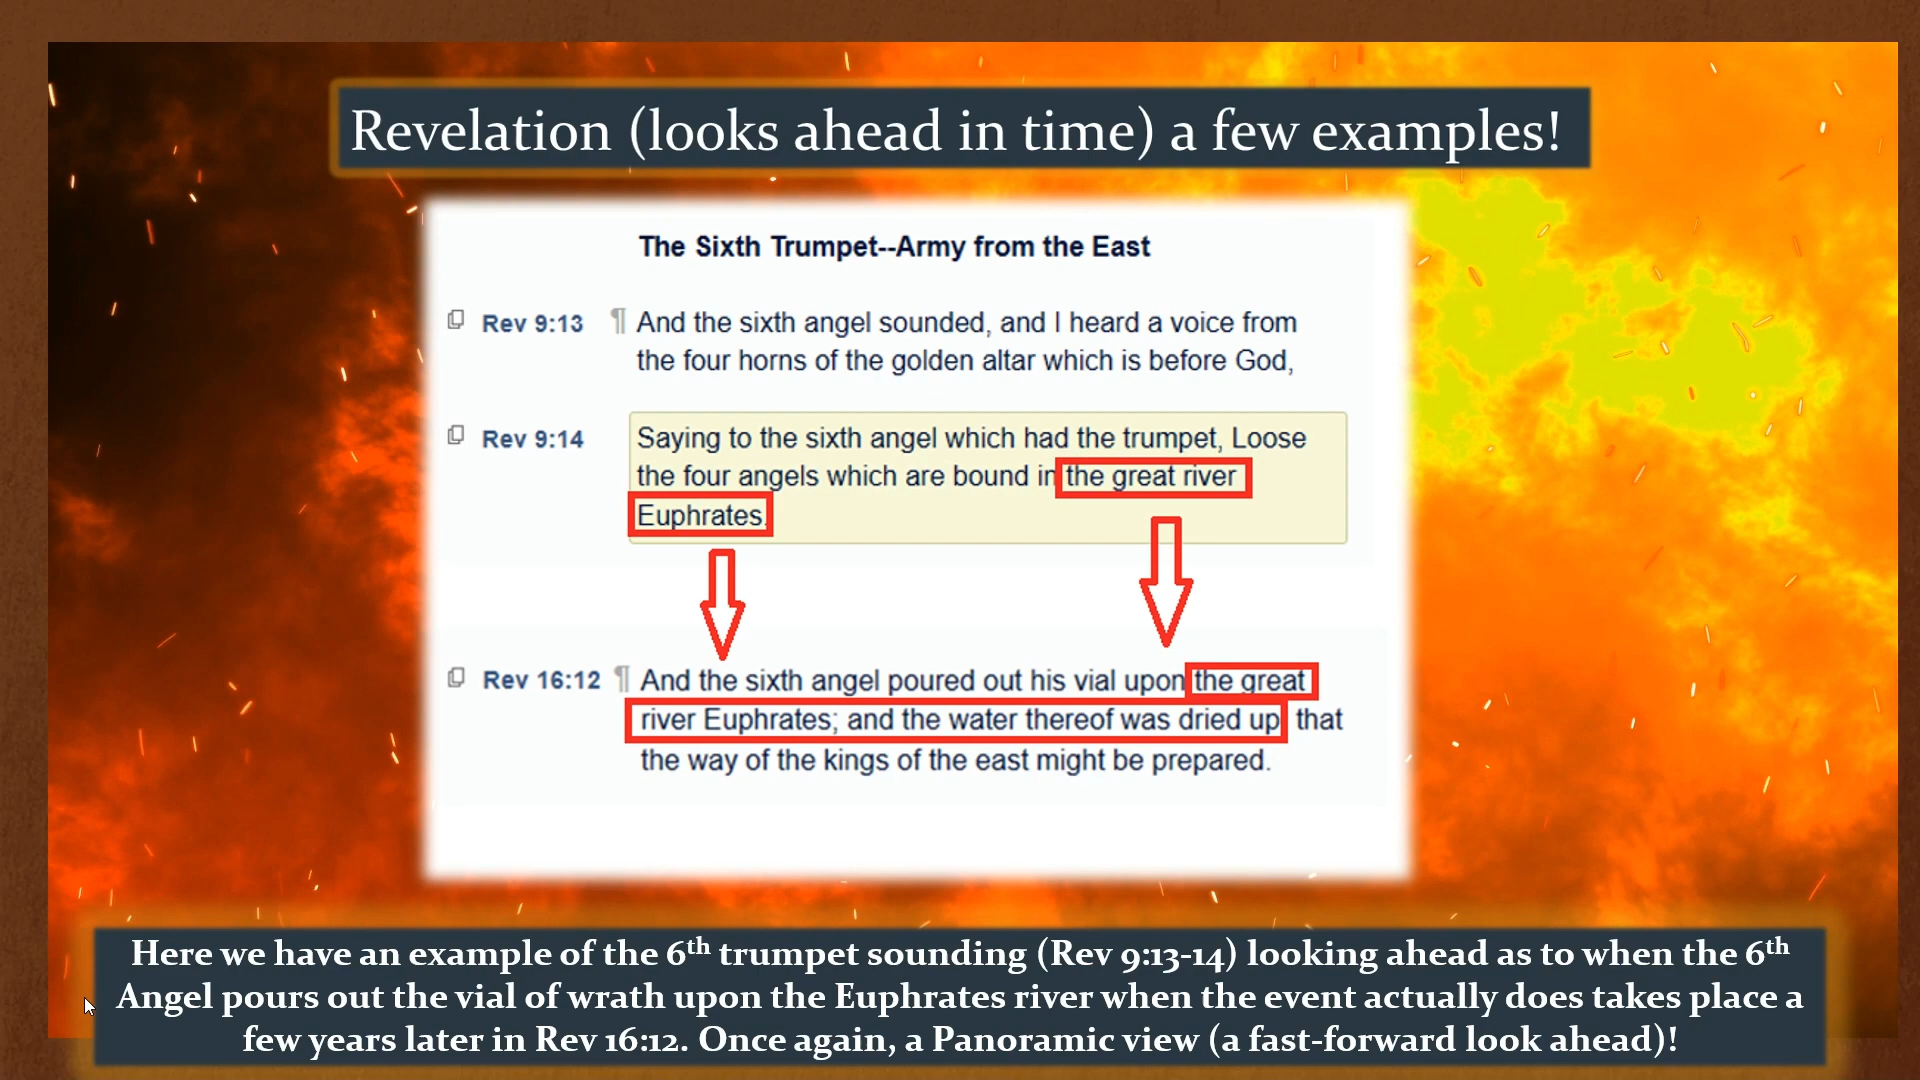 Revelation (looks ahead in time) a few examples!
The Sixth Trumpet--Army from the East
Rev 9:13 ¶ And the sixth angel sounded, and I heard a voice from
the four horns of the golden altar which is before God,
Rev 9:14 Saying to the sixth angel which had the trumpet, Loose
the four angels which are bound in the great river
Euphrates.
Rev 16:12 ¶ And the sixth angel poured out his vial upon the great
river Euphrates; and the water thereof was dried up, that
the way of the kings of the east might be prepared.
Here we have an example of the 6th trumpet sounding (Rev 9:13-14) looking ahead as to when the 6th
Angel pours out the vial of wrath upon the Euphrates river when the event actually does takes place a
few years later in Rev 16:12. Once again, a Panoramic view (a fast-forward look ahead)!